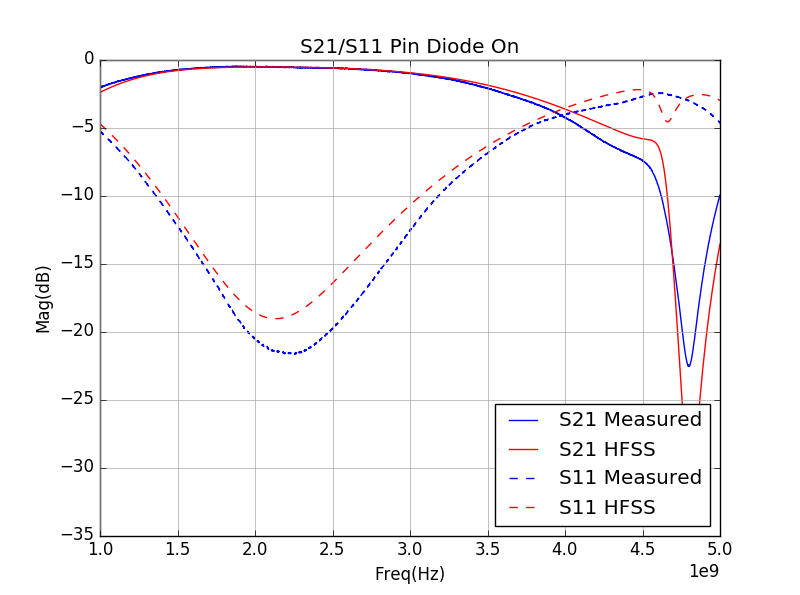 S21/S11 Pin Diode On
0
−5
−10
−15
−20
−25
−30
−35
Mag(dB)
S21 Measured
S21 HFSS
S11 Measured
S11 HFSS
1.0 1.5 2.0 2.5 3.0 3.5 4.0 4.5 5.0
Freq(Hz)
1e9